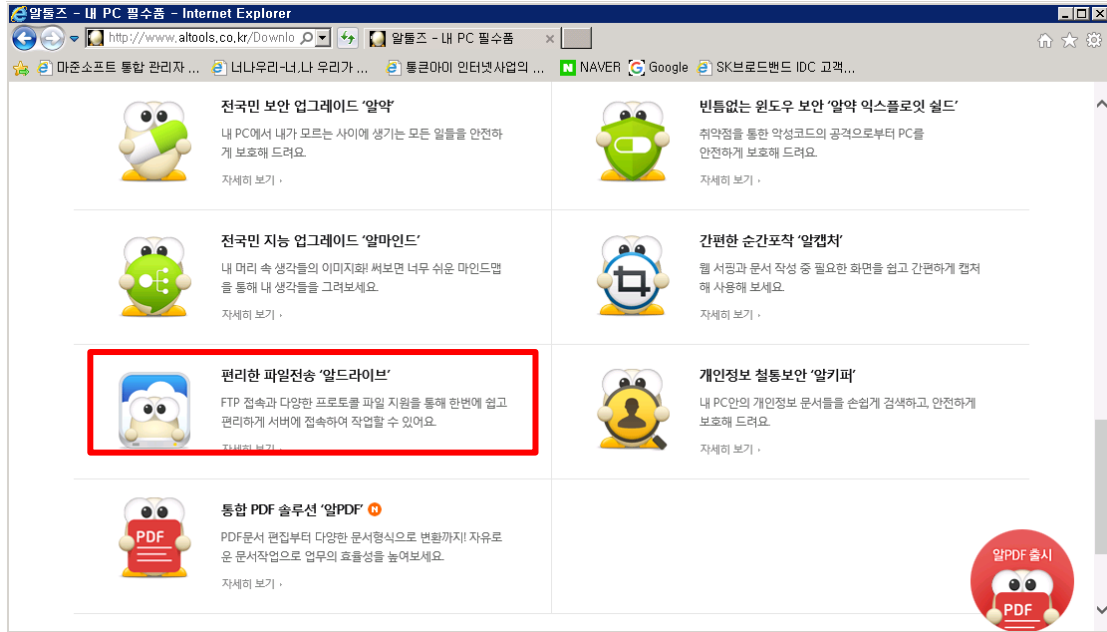 알툴즈 - 내 PC 필수품 - Internet Explorer
http://www.altools.co.kr/Downlo
알툴즈 - 내 PC 필수품
마준소프트 통합 관리자 ...
너나우리-너,나 우리가 ...
통큰아이 인터넷사업의 ...
NAVER
Google
SK브로드밴드 IDC 고객...
전국민 보안 업그레이드 '알약'
내 PC에서 내가 모르는 사이에 생기는 모든 일들을 안전하
게 보호해 드려요.
자세히 보기 ›
빈틈없는 윈도우 보안 '알약 익스플로잇 쉴드'
취약점을 통한 악성코드의 공격으로부터 PC를
안전하게 보호해 드려요.
자세히 보기 ›
전국민 지능 업그레이드 '알마인드'
내 머리 속 생각들의 이미지화! 써보면 너무 쉬운 마인드맵
을 통해 내 생각들을 그려보세요.
자세히 보기 ›
간편한 순간포착 '알캡처'
웹 서핑과 문서 작성 중 필요한 화면을 쉽고 간편하게 캡처
해 사용해 보세요.
자세히 보기 ›
편리한 파일전송 '알드라이브'
FTP 접속과 다양한 프로토콜 파일 지원을 통해 한번에 쉽고
편리하게 서버에 접속하여 작업할 수 있어요.
자세히 보기 ›
개인정보 철통보안 '알키퍼'
내 PC안의 개인정보 문서들을 손쉽게 검색하고, 안전하게
보호해 드려요.
자세히 보기 ›
통합 PDF 솔루션 '알PDF' N
PDF문서 편집부터 다양한 문서형식으로 변환까지! 자유로
운 문서작업으로 업무의 효율성을 높여보세요.
자세히 보기 ›
PDF
알PDF 출시
PDF